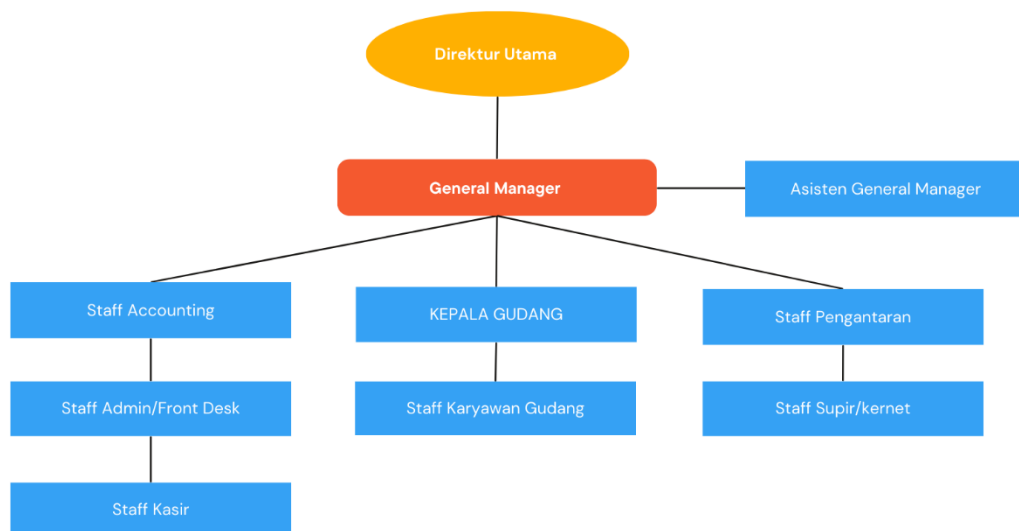 Direktur Utama
General Manager
Asisten General Manager
Staff Accounting
KEPALA GUDANG
Staff Pengantaran
Staff Admin/Front Desk
Staff Karyawan Gudang
Staff Supir/kernet
Staff Kasir